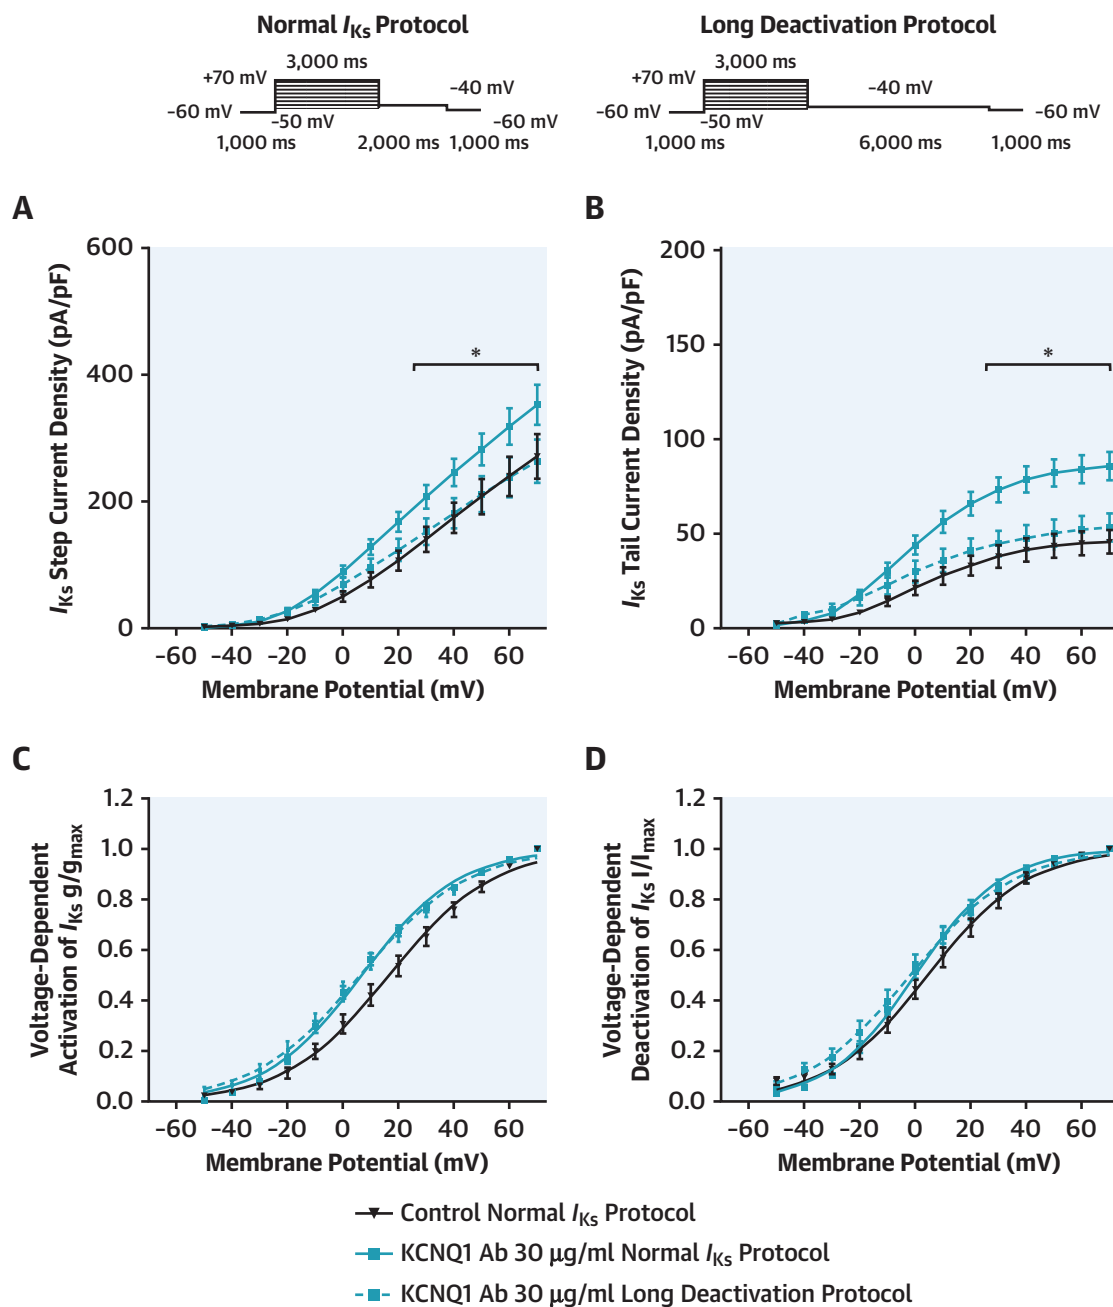 Normal IKs Protocol
3,000 ms
+70 mV
-40 mV
-60 mV
-50 mV
-60 mV
1,000 ms
2,000 ms
1,000 ms
Long Deactivation Protocol
3,000 ms
+70 mV
-40 mV
-60 mV
-50 mV
-60 mV
1,000 ms
6,000 ms
1,000 ms
A
IKs Step Current Density (pA/pF)
600
400
200
0
*
-60 -40 -20 0 20 40 60
Membrane Potential (mV)
B
IKs Tail Current Density (pA/pF)
200
150
100
50
0
*
-60 -40 -20 0 20 40 60
Membrane Potential (mV)
C
Voltage-Dependent
Activation of IKs g/gmax
1.2
1.0
0.8
0.6
0.4
0.2
0.0
-60 -40 -20 0 20 40 60
Membrane Potential (mV)
D
Voltage-Dependent
Deactivation of IKs I/Imax
1.2
1.0
0.8
0.6
0.4
0.2
0.0
-60 -40 -20 0 20 40 60
Membrane Potential (mV)
Control Normal IKs Protocol
KCNQ1 Ab 30 μg/ml Normal IKs Protocol
KCNQ1 Ab 30 μg/ml Long Deactivation Protocol